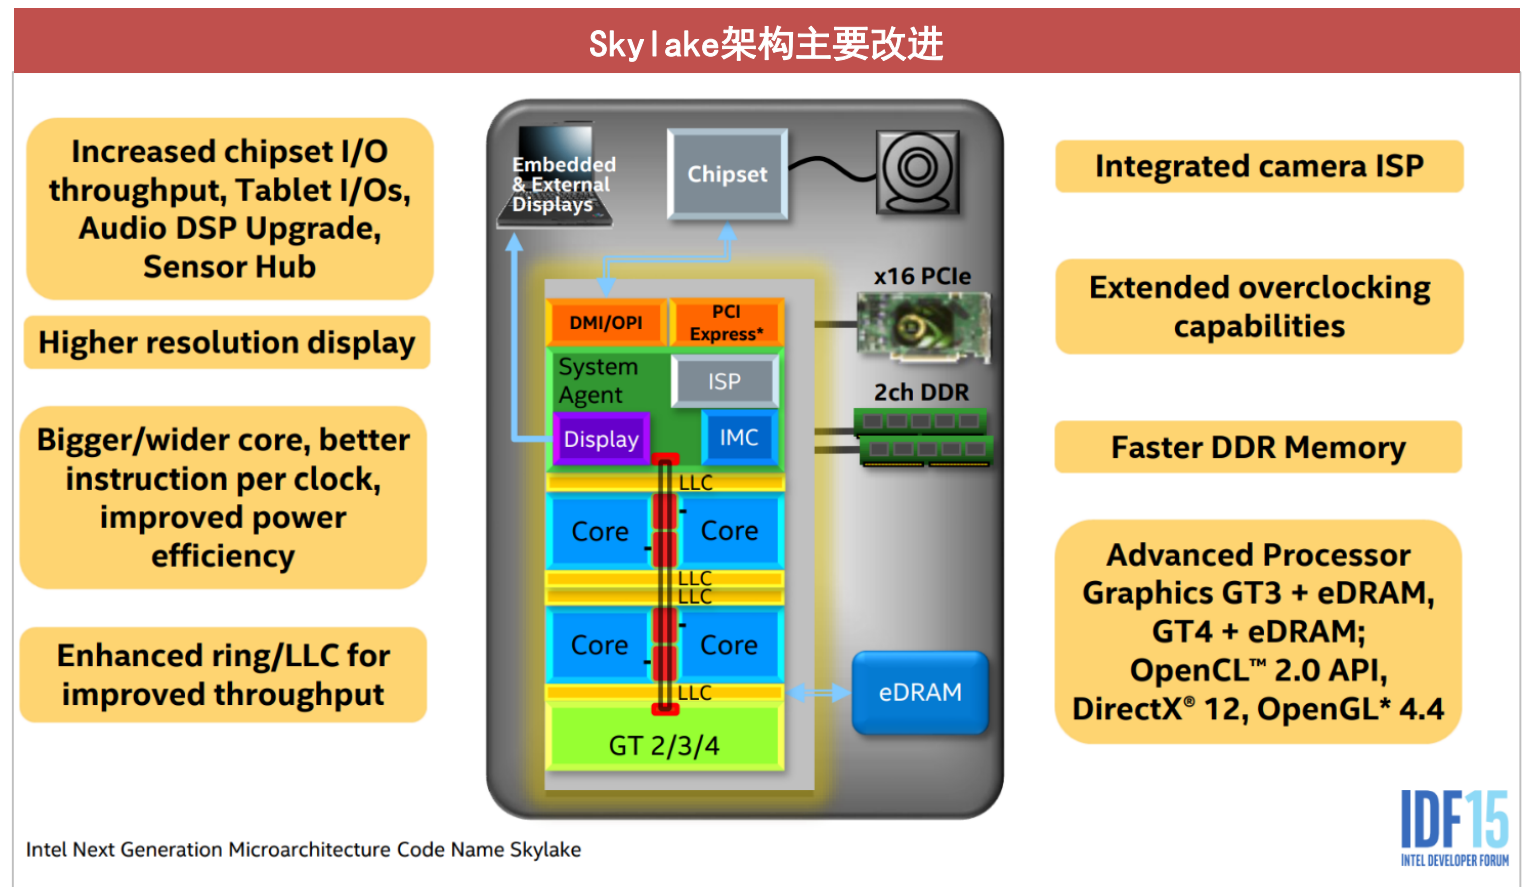 Skylake架构主要改进
Increased chipset I/O
throughput, Tablet I/Os,
Audio DSP Upgrade,
Sensor Hub
Higher resolution display
Bigger/wider core, better
instruction per clock,
improved power
efficiency
Enhanced ring/LLC for
improved throughput
Embedded
& External
Displays
Chipset
x16 PCIe
DMI/OPI
PCI
Express*
System
Agent
ISP
2ch DDR
Display
IMC
LLC
Core
Core
LLC
LLC
Core
Core
LLC
eDRAM
GT 2/3/4
Integrated camera ISP
Extended overclocking
capabilities
Faster DDR Memory
Advanced Processor
Graphics GT3 + eDRAM,
GT4 + eDRAM;
OpenCL™ 2.0 API,
DirectX® 12, OpenGL* 4.4
Intel Next Generation Microarchitecture Code Name Skylake
IDF15
INTEL DEVELOPER FORUM